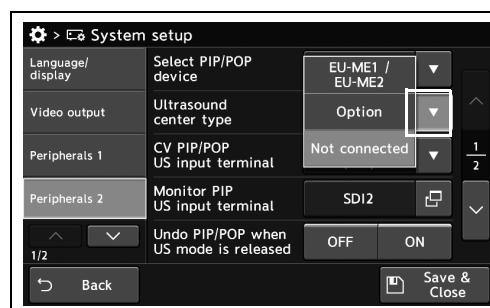 > System setup
Language/
display
Video output
Peripherals 1
Peripherals 2
1/2
Select PIP/POP
device
Ultrasound
center type
CV PIP/POP
US input terminal
Monitor PIP
US input terminal
Undo PIP/POP when
US mode is released
EU-ME1 /
EU-ME2
Option
Not connected
SDI2
OFF ON
1
2
Back
Save &
Close